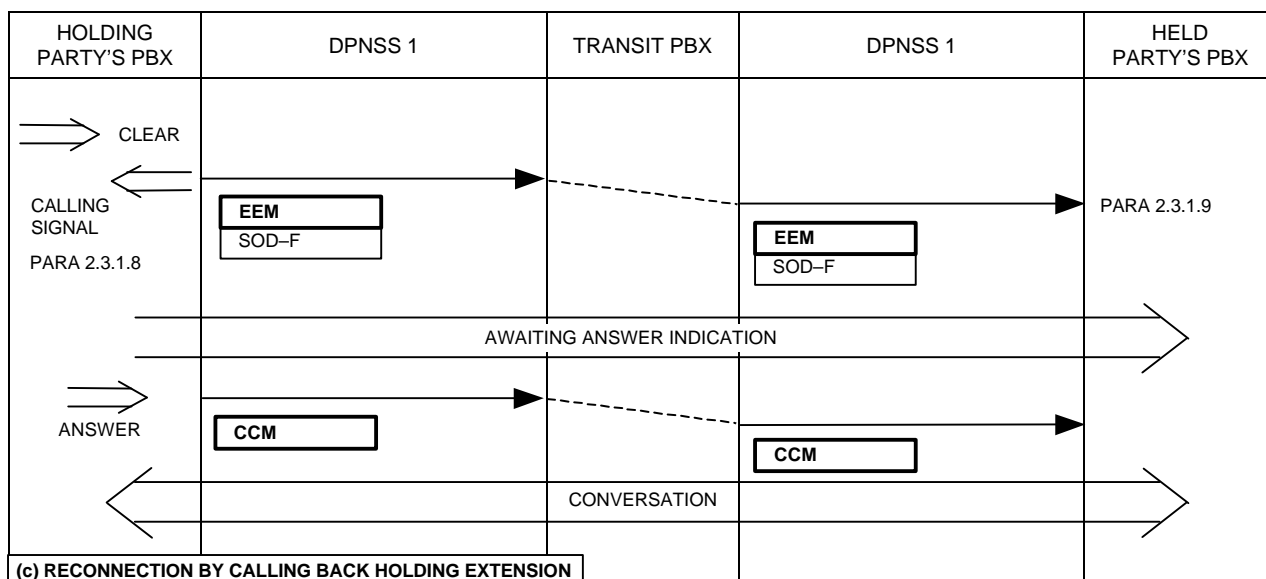 HOLDING
PARTY'S PBX
DPNSS 1
TRANSIT PBX
DPNSS 1
HELD
PARTY'S PBX
CLEAR
CALLING
SIGNAL
PARA 2.3.1.8
EEM
SOD–F
EEM
SOD–F
PARA 2.3.1.9
AWAITING ANSWER INDICATION
ANSWER
CCM
CCM
CONVERSATION
(c) RECONNECTION BY CALLING BACK HOLDING EXTENSION